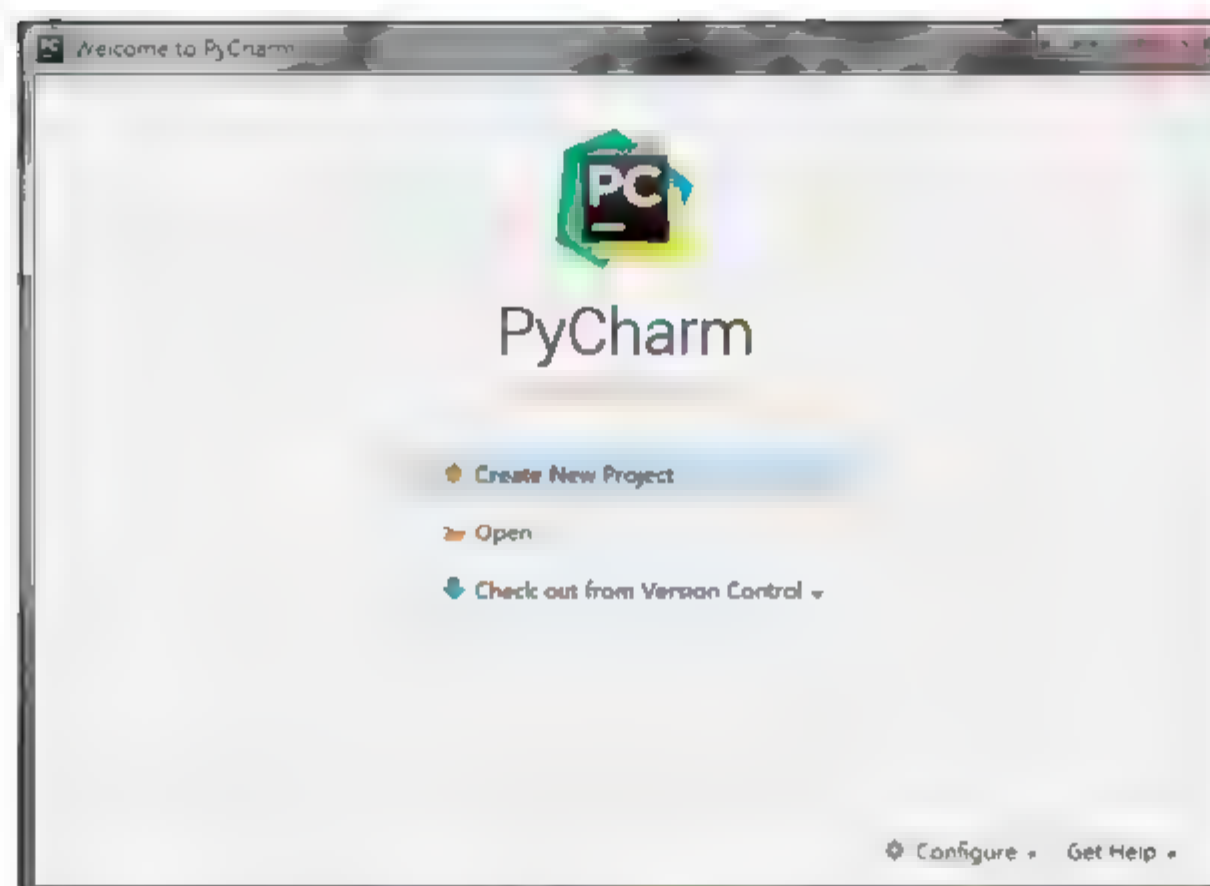 Welcome to PyCharm
PC
PyCharm
Create New Project
Open
Check out from Version Control
Configure
Get Help